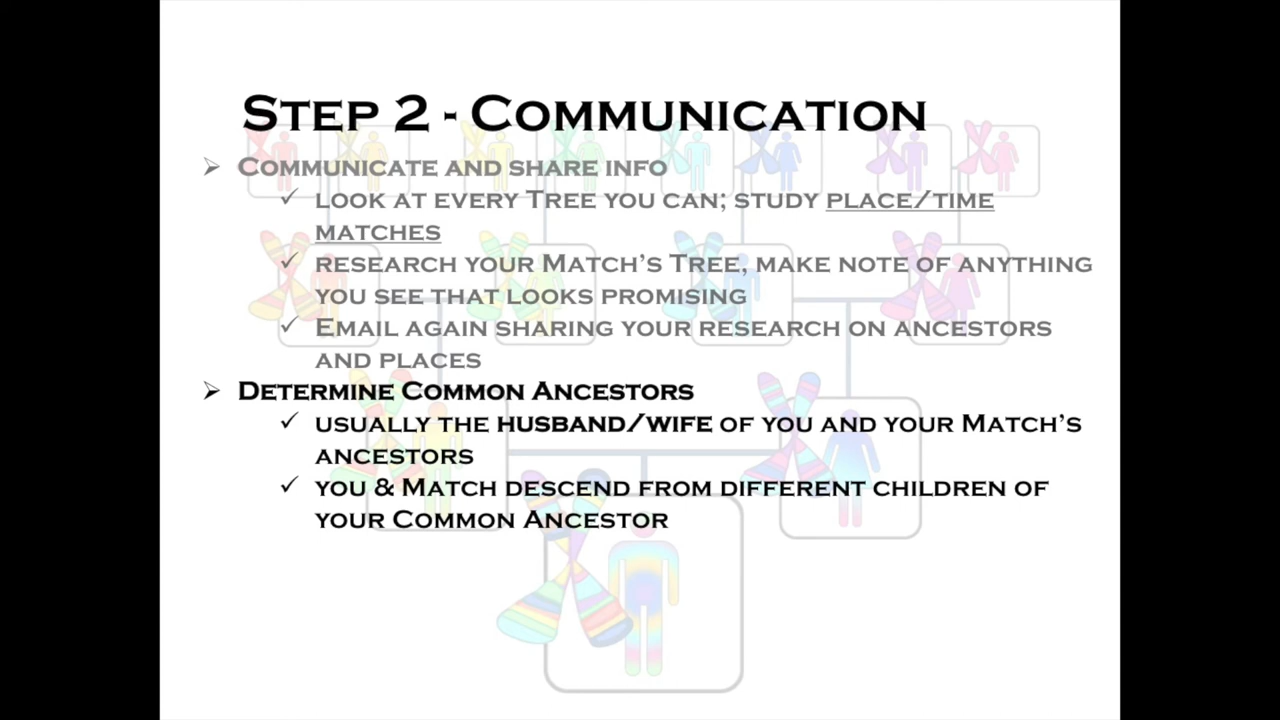 Step 2 - Communication
➢ Communicate and share info
✓ look at every Tree you can; study place/time
matches
✓ research your Match's Tree, make note of anything
you see that looks promising
✓ Email again sharing your research on ancestors
and places
➢ Determine Common Ancestors
✓ usually the husband/wife of you and your Match's
ancestors
✓ you & Match descend from different children of
your Common Ancestor